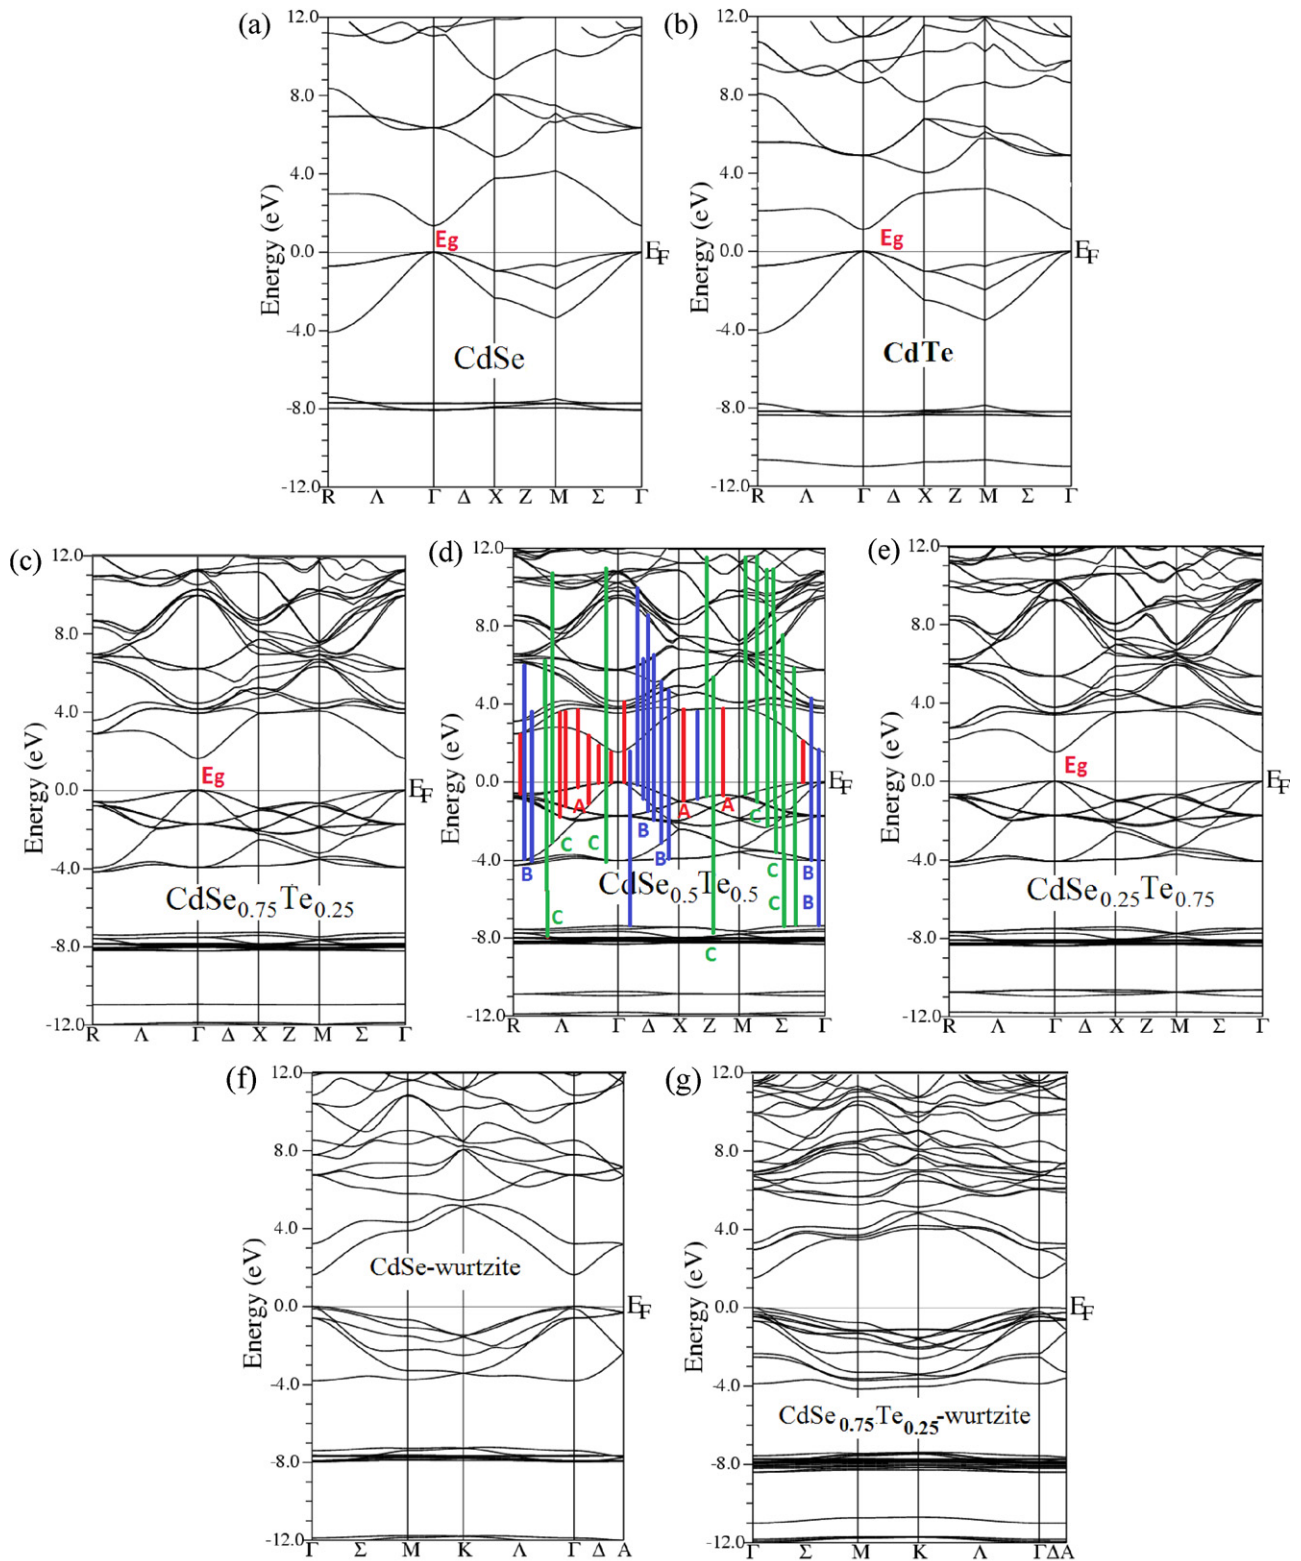 (a)
12.0
8.0
4.0
0.0
-4.0
-8.0
-12.0
Energy (eV)
Eg
E_F
CdSe
R Λ Γ Δ X Z M Σ Γ
(b)
12.0
8.0
4.0
0.0
-4.0
-8.0
-12.0
Energy (eV)
Eg
E_F
CdTe
R Λ Γ Δ X Z M Σ Γ
(c)
12.0
8.0
4.0
0.0
-4.0
-8.0
-12.0
Energy (eV)
Eg
E_F
CdSe0.75Te0.25
R Λ Γ Δ X Z M Σ Γ
(d)
12.0
8.0
4.0
0.0
-4.0
-8.0
-12.0
Energy (eV)
E_F
A
A
A
B
C
C
B
C
B
C
B
CdSe0.5Te0.5
C
C
B
C
R Λ Γ Δ X Z M Σ Γ
(e)
12.0
8.0
4.0
0.0
-4.0
-8.0
-12.0
Energy (eV)
Eg
E_F
CdSe0.25Te0.75
R Λ Γ Δ X Z M Σ Γ
(f)
12.0
8.0
4.0
0.0
-4.0
-8.0
-12.0
Energy (eV)
CdSe-wurtzite
E_F
Γ Σ M K Λ Γ Δ A
(g)
12.0
8.0
4.0
0.0
-4.0
-8.0
-12.0
Energy (eV)
E_F
CdSe0.75Te0.25-wurtzite
Γ Σ M K Λ Γ Δ A